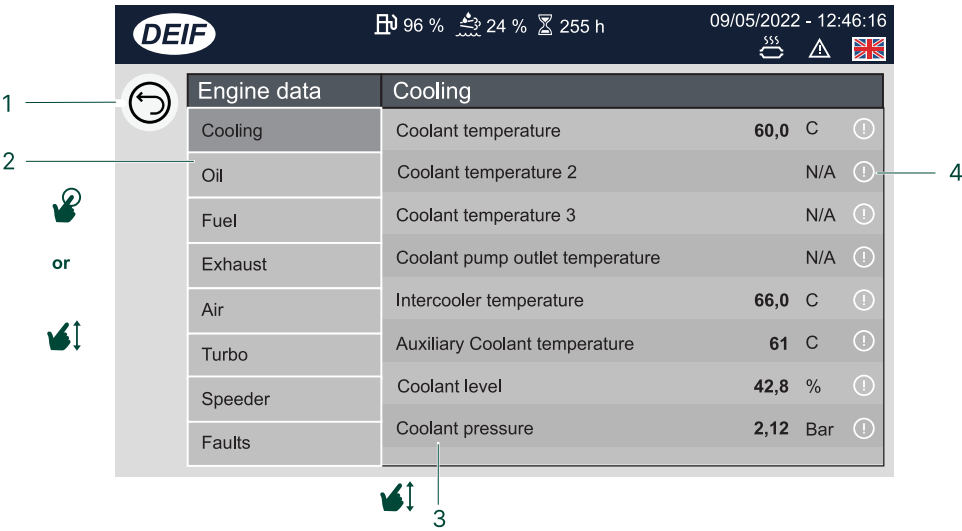 DEIF 96 % 24 % 255 h 09/05/2022 - 12:46:16
1
Engine data Cooling
Cooling Coolant temperature 60,0 C
2
Oil Coolant temperature 2 N/A
4
Fuel Coolant temperature 3 N/A
or
Exhaust Coolant pump outlet temperature N/A
Air Intercooler temperature 66,0 C
Turbo Auxiliary Coolant temperature 61 C
Speeder Coolant level 42,8 %
Faults Coolant pressure 2,12 Bar
3